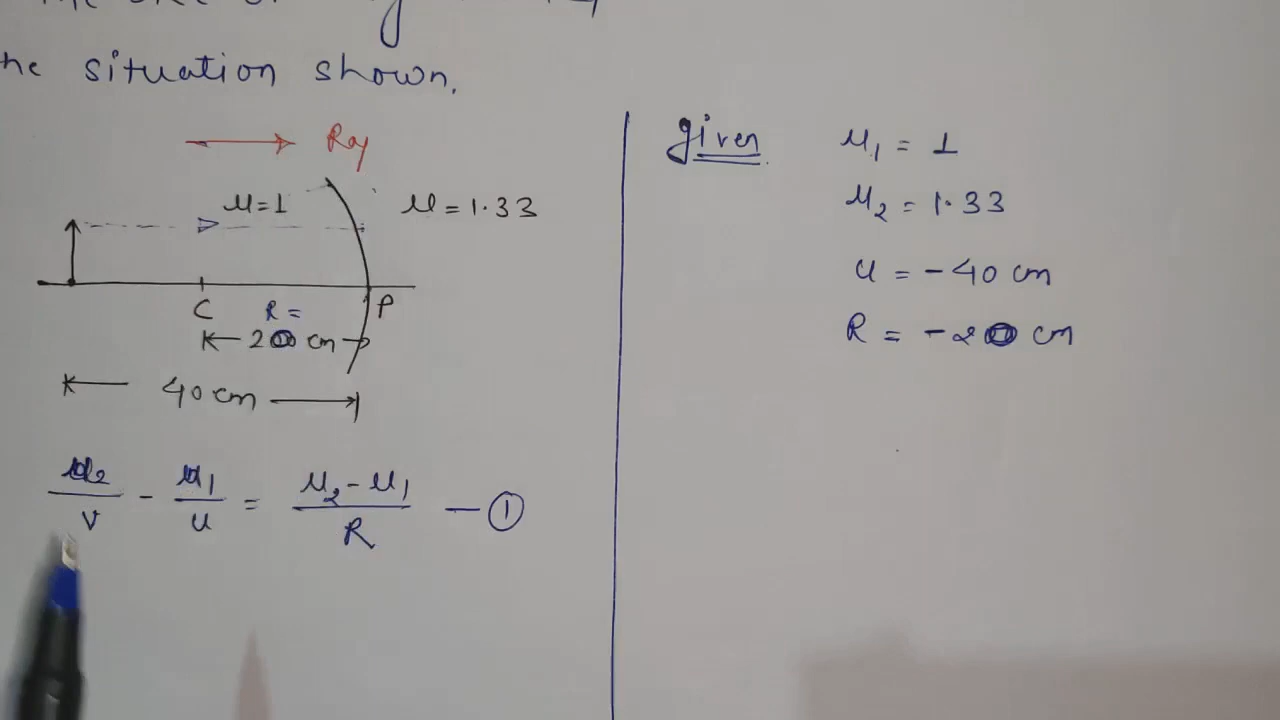 he situation shown.
Ray
μ=1
μ=1.33
C
R=
P
20 cm
40 cm
μ2/v - μ1/u = (μ2-μ1)/R — ①
given
μ1 = 1
μ2 = 1.33
u = -40 cm
R = -20 cm